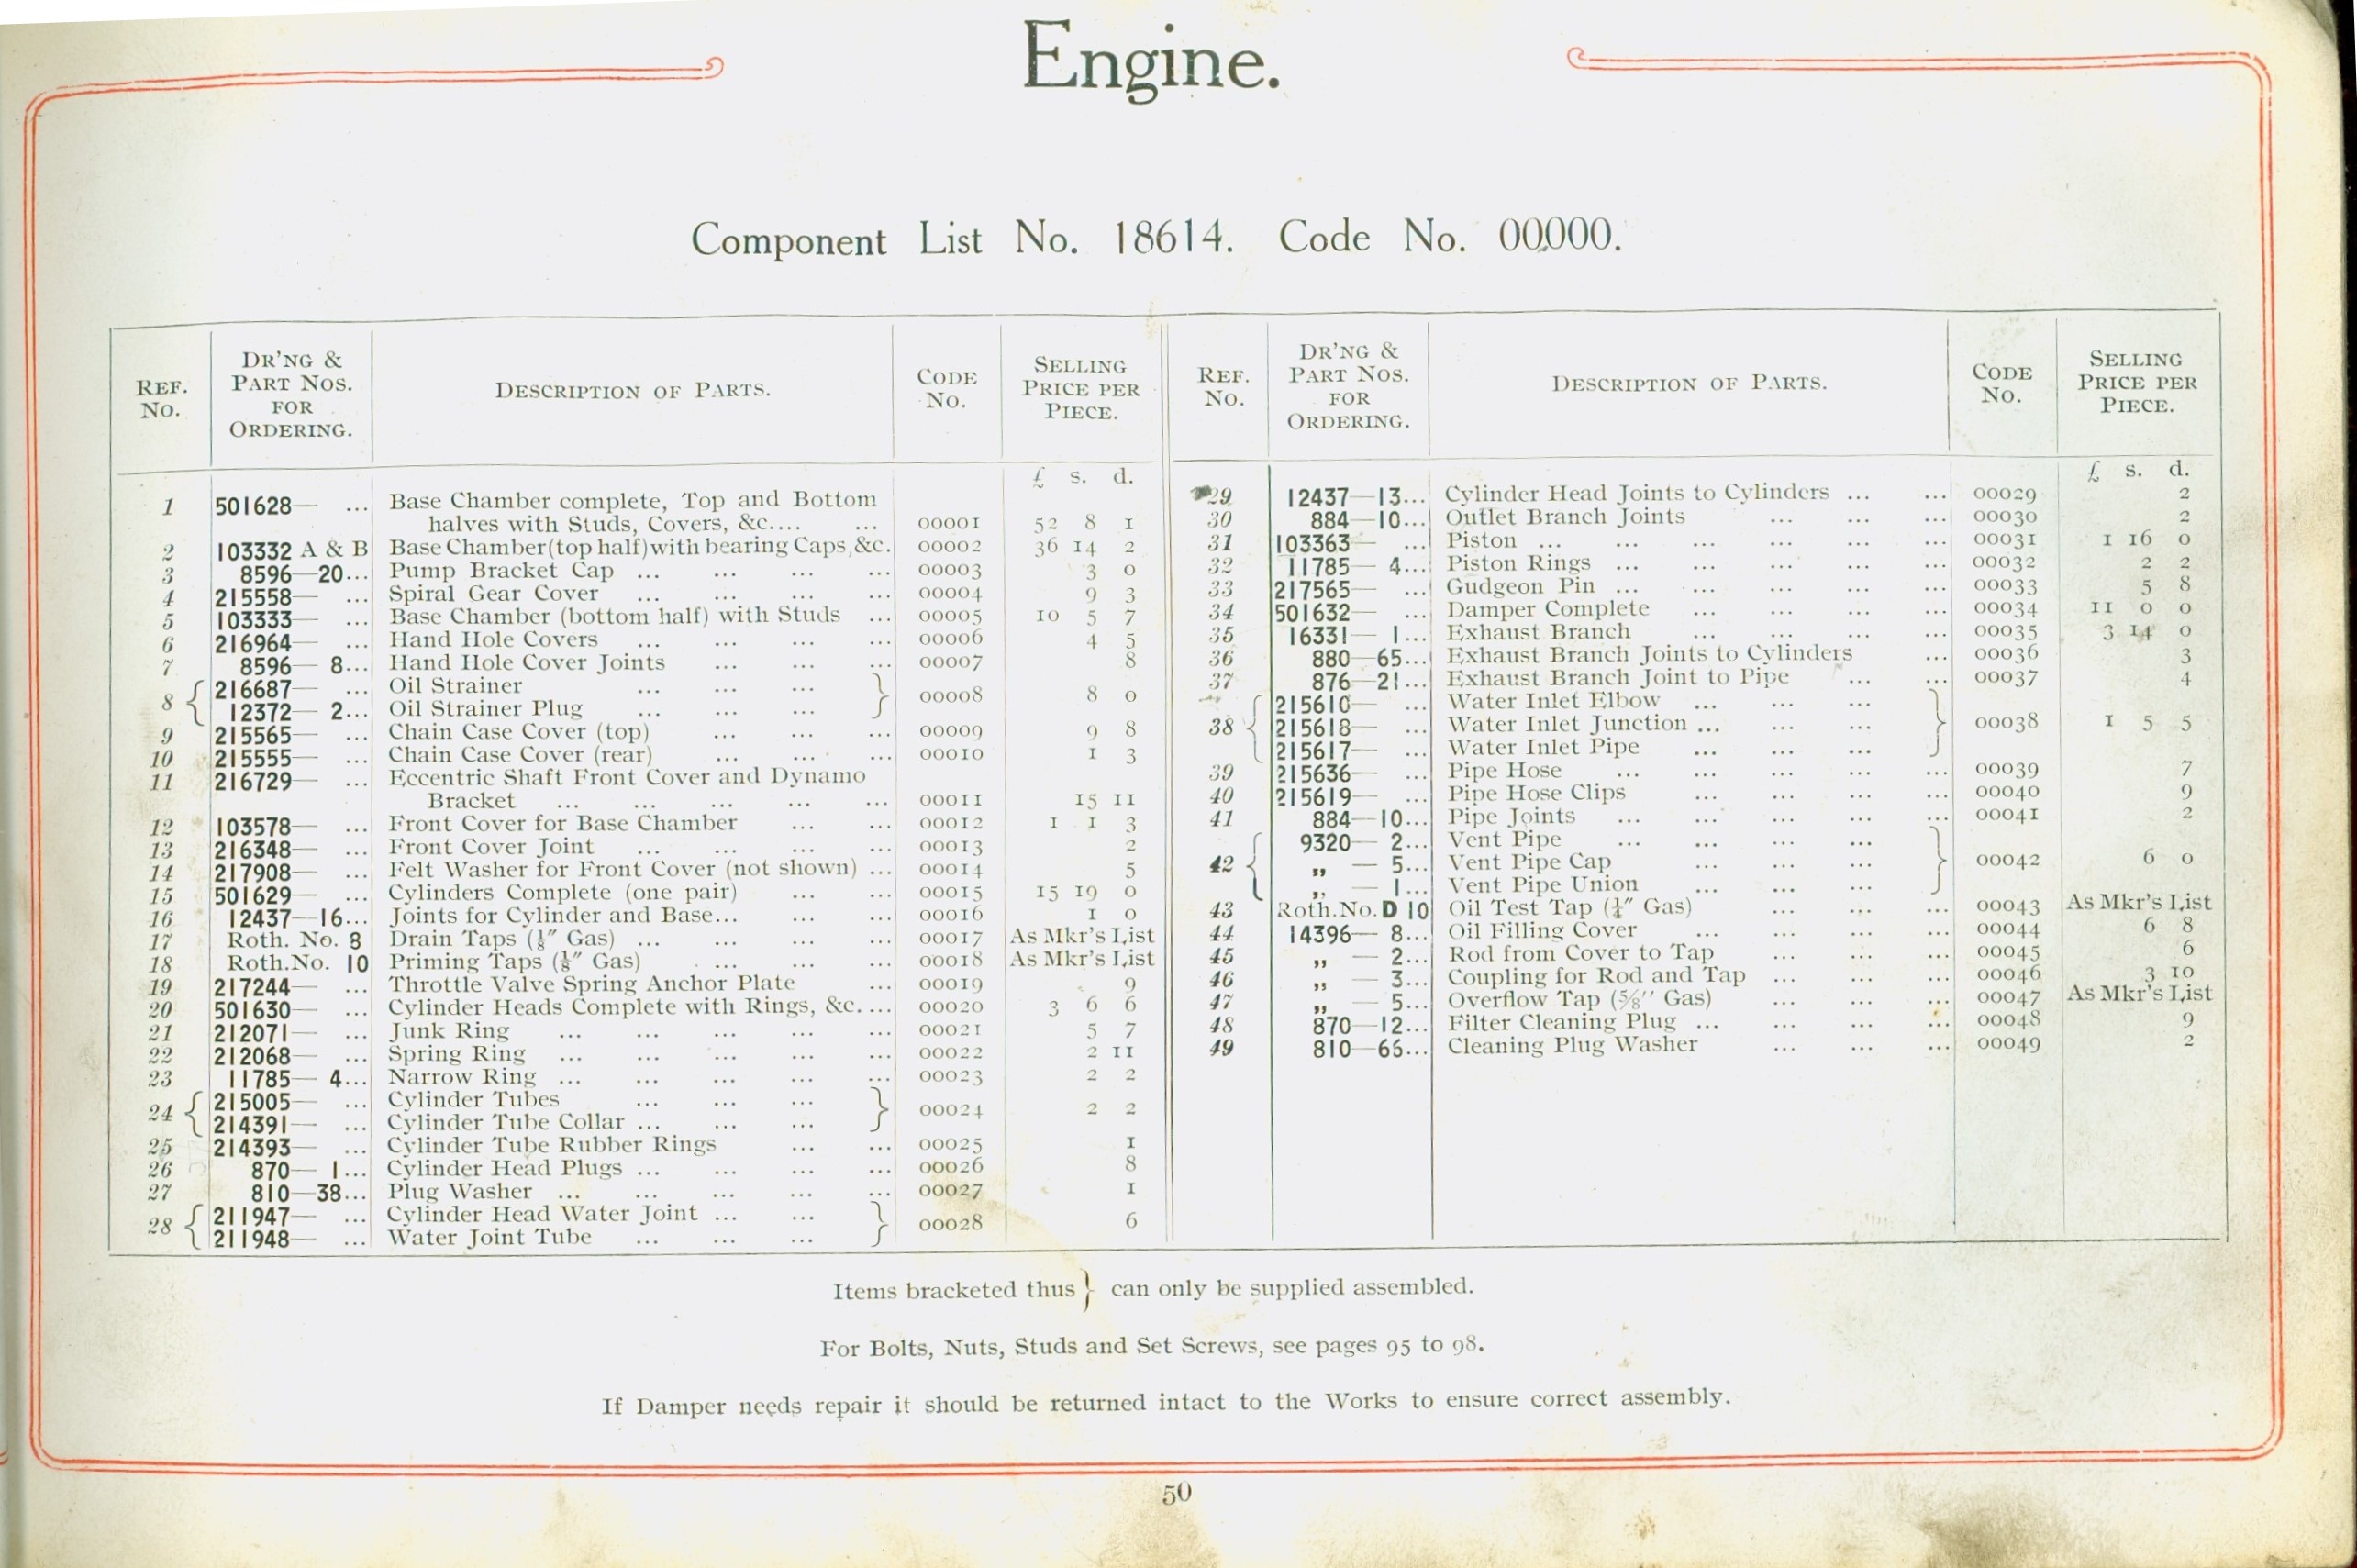 Engine.
Component List No. 18614. Code No. 00000.
REF. No. DR'NG & PART NOS. FOR ORDERING. DESCRIPTION OF PARTS. CODE No. SELLING PRICE PER PIECE.
£ s. d.
1 501628— ... Base Chamber complete, Top and Bottom
halves with Studs, Covers, &c.... ... 00001 52 8 1
2 103332 A & B Base Chamber (top half) with bearing Caps, &c. 00002 36 14 2
3 8596—20... Pump Bracket Cap ... ... ... ... 00003 3 0
4 215558— ... Spiral Gear Cover ... ... ... ... 00004 9 3
5 103333— ... Base Chamber (bottom half) with Studs ... 00005 10 5 7
6 216964— ... Hand Hole Covers ... ... ... ... 00006 4 5
7 8596— 8... Hand Hole Cover Joints ... ... ... 00007 8
8 { 216687— ... Oil Strainer ... ... ... } 00008 8 0
12372— 2... Oil Strainer Plug ... ... ...
9 215565— ... Chain Case Cover (top) ... ... ... 00009 9 8
10 215555— ... Chain Case Cover (rear) ... ... ... 00010 1 3
11 216729— ... Eccentric Shaft Front Cover and Dynamo
Bracket ... ... ... ... ... 00011 15 11
12 103578— ... Front Cover for Base Chamber ... ... 00012 1 1 3
13 216348— ... Front Cover Joint ... ... ... ... 00013 2
14 217908— ... Felt Washer for Front Cover (not shown) ... 00014 5
15 501629— ... Cylinders Complete (one pair) ... ... 00015 15 19 0
16 12437—16... Joints for Cylinder and Base... ... ... 00016 1 0
17 Roth. No. 8 Drain Taps (⅛″ Gas) ... ... ... ... 00017 As Mkr's List
18 Roth.No. 10 Priming Taps (⅛″ Gas) ... ... ... 00018 As Mkr's List
19 217244— ... Throttle Valve Spring Anchor Plate ... 00019 9
20 501630— ... Cylinder Heads Complete with Rings, &c. ... 00020 3 6 6
21 212071— ... Junk Ring ... ... ... ... ... 00021 5 7
22 212068— ... Spring Ring ... ... ... ... ... 00022 2 11
23 11785— 4... Narrow Ring ... ... ... ... ... 00023 2 2
24 { 215005— ... Cylinder Tubes ... ... ... } 00024 2 2
214391— ... Cylinder Tube Collar ... ... ...
25 214393— ... Cylinder Tube Rubber Rings ... ... 00025 1
26 870— 1... Cylinder Head Plugs ... ... ... ... 00026 8
27 810—38... Plug Washer ... ... ... ... ... 00027 1
28 { 211947— ... Cylinder Head Water Joint ... ... } 00028 6
211948— ... Water Joint Tube ... ... ...
REF. No. DR'NG & PART NOS. FOR ORDERING. DESCRIPTION OF PARTS. CODE No. SELLING PRICE PER PIECE.
£ s. d.
29 12437—13... Cylinder Head Joints to Cylinders ... ... 00029 2
30 884—10... Outlet Branch Joints ... ... ... 00030 2
31 103363— ... Piston ... ... ... ... ... 00031 1 16 0
32 11785— 4... Piston Rings ... ... ... ... ... 00032 2 2
33 217565— ... Gudgeon Pin ... ... ... ... ... 00033 5 8
34 501632— ... Damper Complete ... ... ... ... 00034 11 0 0
35 16331— 1... Exhaust Branch ... ... ... ... 00035 3 14 0
36 880—65... Exhaust Branch Joints to Cylinders ... 00036 3
37 876—21... Exhaust Branch Joint to Pipe ... ... 00037 4
38 { 215610— ... Water Inlet Elbow ... ... ... }
215618— ... Water Inlet Junction ... ... ... 00038 1 5 5
215617— ... Water Inlet Pipe ... ... ...
39 215636— ... Pipe Hose ... ... ... ... ... 00039 7
40 215619— ... Pipe Hose Clips ... ... ... ... 00040 9
41 884—10... Pipe Joints ... ... ... ... ... 00041 2
42 { 9320— 2... Vent Pipe ... ... ... ... }
„ — 5... Vent Pipe Cap ... ... ... 00042 6 0
„ — 1... Vent Pipe Union ... ... ...
43 Roth.No. D 10 Oil Test Tap (¼″ Gas) ... ... ... 00043 As Mkr's List
44 14396— 8... Oil Filling Cover ... ... ... ... 00044 6 8
45 „ — 2... Rod from Cover to Tap ... ... ... 00045 6
46 „ — 3... Coupling for Rod and Tap ... ... ... 00046 3 10
47 „ — 5... Overflow Tap (⅝″ Gas) ... ... ... 00047 As Mkr's List
48 870—12... Filter Cleaning Plug ... ... ... ... 00048 9
49 810—66... Cleaning Plug Washer ... ... ... 00049 2
Items bracketed thus } can only be supplied assembled.
For Bolts, Nuts, Studs and Set Screws, see pages 95 to 98.
If Damper needs repair it should be returned intact to the Works to ensure correct assembly.
50